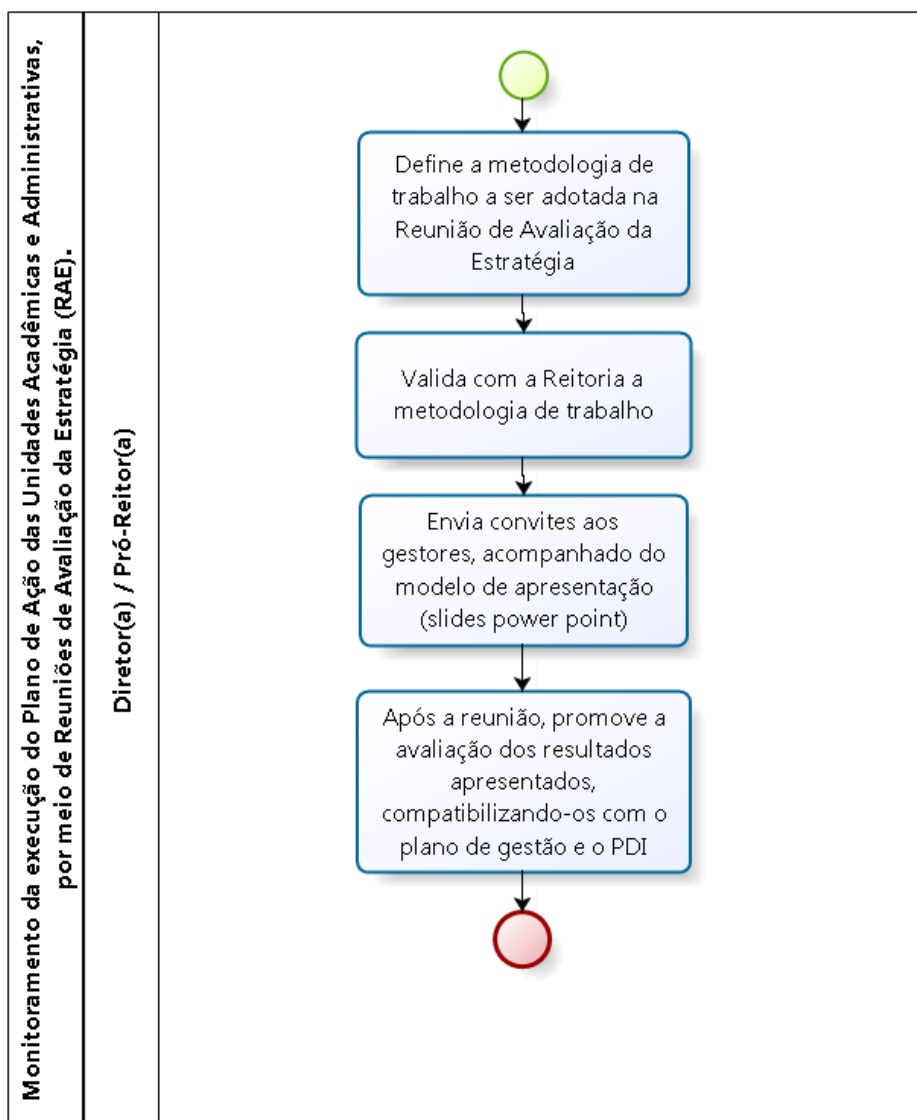 Monitoramento da execução do Plano de Ação das Unidades Acadêmicas e Administrativas,
por meio de Reuniões de Avaliação da Estratégia (RAE).
Diretor(a) / Pró-Reitor(a)
Define a metodologia de
trabalho a ser adotada na
Reunião de Avaliação da
Estratégia
Valida com a Reitoria a
metodologia de trabalho
Envia convites aos
gestores, acompanhado do
modelo de apresentação
(slides power point)
Após a reunião, promove a
avaliação dos resultados
apresentados,
compatibilizando-os com o
plano de gestão e o PDI